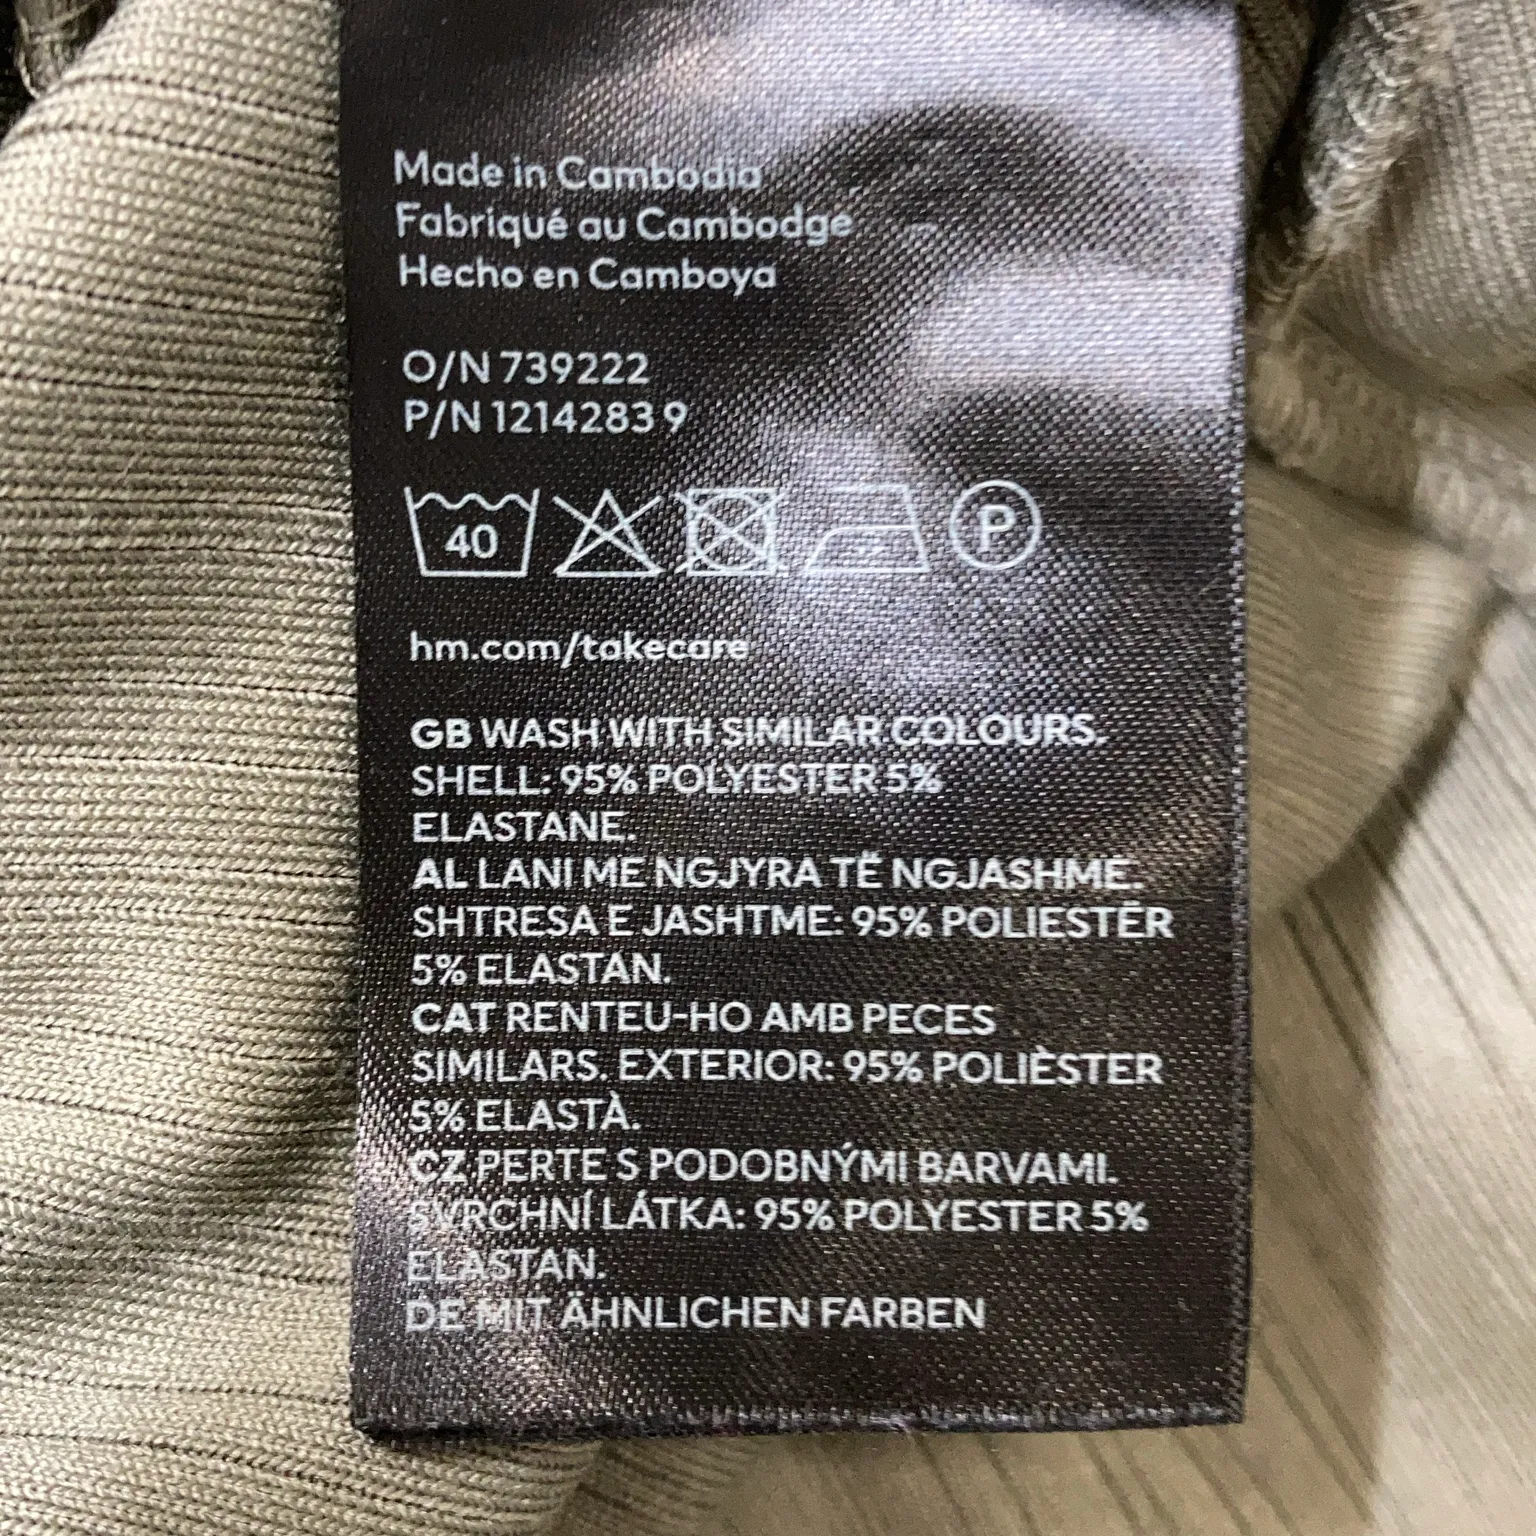 Made in Cambodia
Fabriqué au Cambodge
Hecho en Camboya
O/N 739222
P/N 1214283 9
40 P
hm.com/takecare
GB WASH WITH SIMILAR COLOURS.
SHELL: 95% POLYESTER 5%
ELASTANE.
AL LANI ME NGJYRA TË NGJASHME.
SHTRESA E JASHTME: 95% POLIESTËR
5% ELASTAN.
CAT RENTEU-HO AMB PECES
SIMILARS. EXTERIOR: 95% POLIÈSTER
5% ELASTÀ.
CZ PERTE S PODOBNÝMI BARVAMI.
SVRCHNÍ LÁTKA: 95% POLYESTER 5%
ELASTAN.
DE MIT ÄHNLICHEN FARBEN